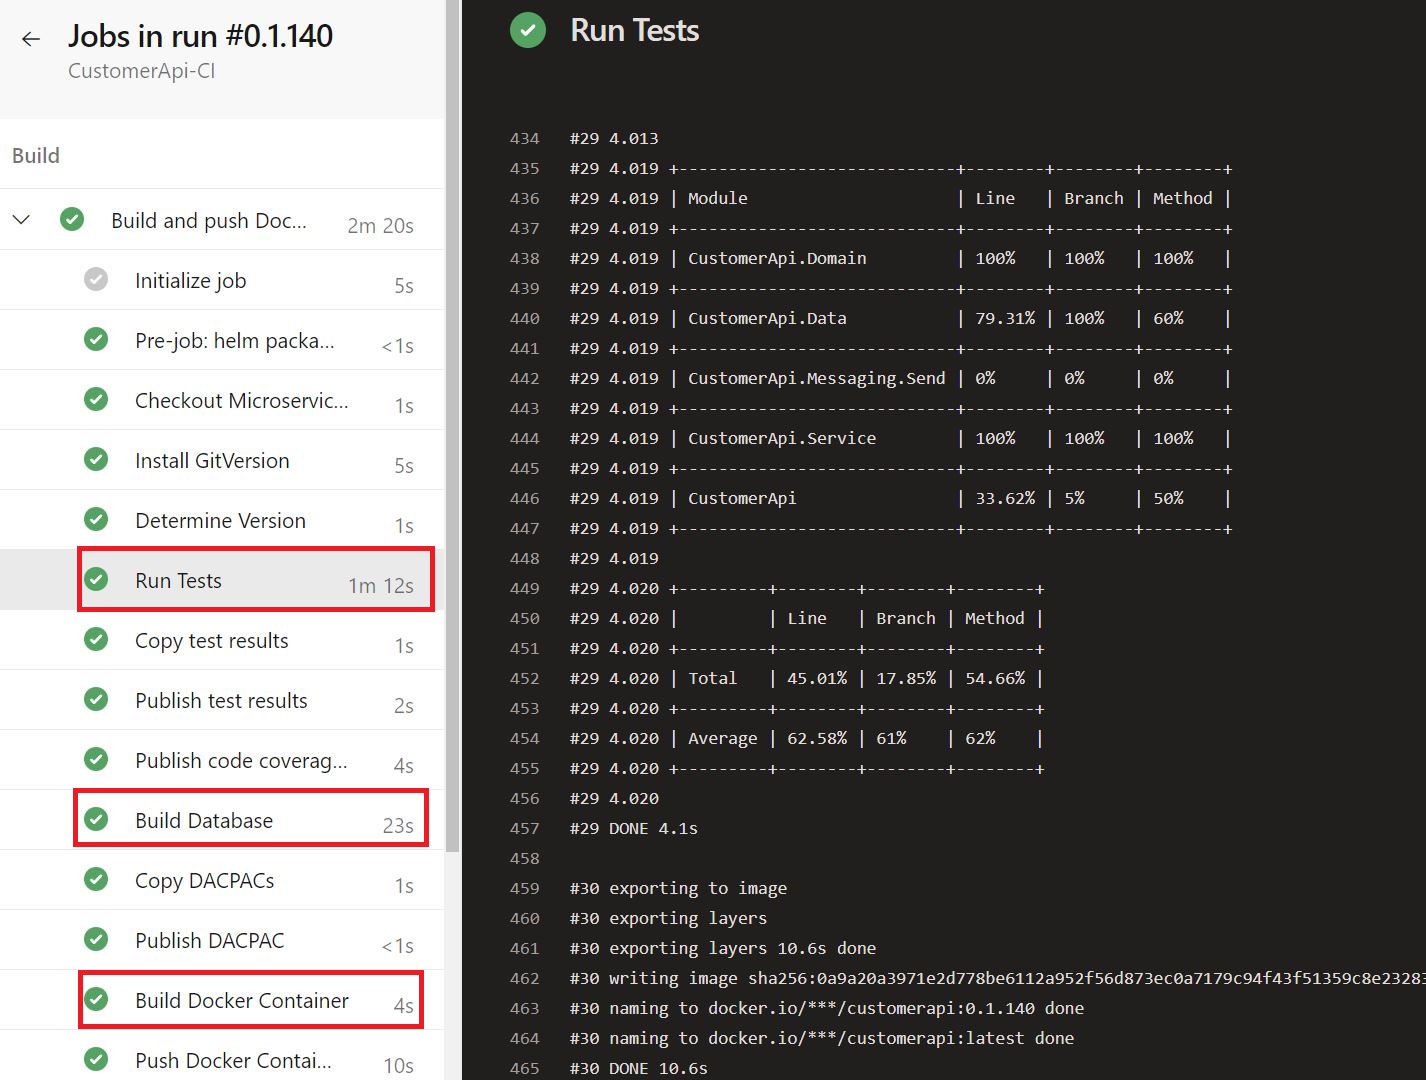 Jobs in run #0.1.140
CustomerApi-CI
Build
Build and push Doc... 2m 20s
Initialize job 5s
Pre-job: helm packa... <1s
Checkout Microservic... 1s
Install GitVersion 5s
Determine Version 1s
Run Tests 1m 12s
Copy test results 1s
Publish test results 2s
Publish code coverag... 4s
Build Database 23s
Copy DACPACs 1s
Publish DACPAC <1s
Build Docker Container 4s
Push Docker Contai... 10s
Run Tests
434 #29 4.013
435 #29 4.019 +----------------------------+--------+--------+--------+
436 #29 4.019 | Module                     | Line   | Branch | Method |
437 #29 4.019 +----------------------------+--------+--------+--------+
438 #29 4.019 | CustomerApi.Domain         | 100%   | 100%   | 100%   |
439 #29 4.019 +----------------------------+--------+--------+--------+
440 #29 4.019 | CustomerApi.Data           | 79.31% | 100%   | 60%    |
441 #29 4.019 +----------------------------+--------+--------+--------+
442 #29 4.019 | CustomerApi.Messaging.Send | 0%     | 0%     | 0%     |
443 #29 4.019 +----------------------------+--------+--------+--------+
444 #29 4.019 | CustomerApi.Service        | 100%   | 100%   | 100%   |
445 #29 4.019 +----------------------------+--------+--------+--------+
446 #29 4.019 | CustomerApi                | 33.62% | 5%     | 50%    |
447 #29 4.019 +----------------------------+--------+--------+--------+
448 #29 4.019
449 #29 4.020 +---------+--------+--------+--------+
450 #29 4.020 |         | Line   | Branch | Method |
451 #29 4.020 +---------+--------+--------+--------+
452 #29 4.020 | Total   | 45.01% | 17.85% | 54.66% |
453 #29 4.020 +---------+--------+--------+--------+
454 #29 4.020 | Average | 62.58% | 61%    | 62%    |
455 #29 4.020 +---------+--------+--------+--------+
456 #29 4.020
457 #29 DONE 4.1s
458
459 #30 exporting to image
460 #30 exporting layers
461 #30 exporting layers 10.6s done
462 #30 writing image sha256:0a9a20a3971e2d778be6112a952f56d873ec0a7179c94f43f51359c8e23283
463 #30 naming to docker.io/***/customerapi:0.1.140 done
464 #30 naming to docker.io/***/customerapi:latest done
465 #30 DONE 10.6s